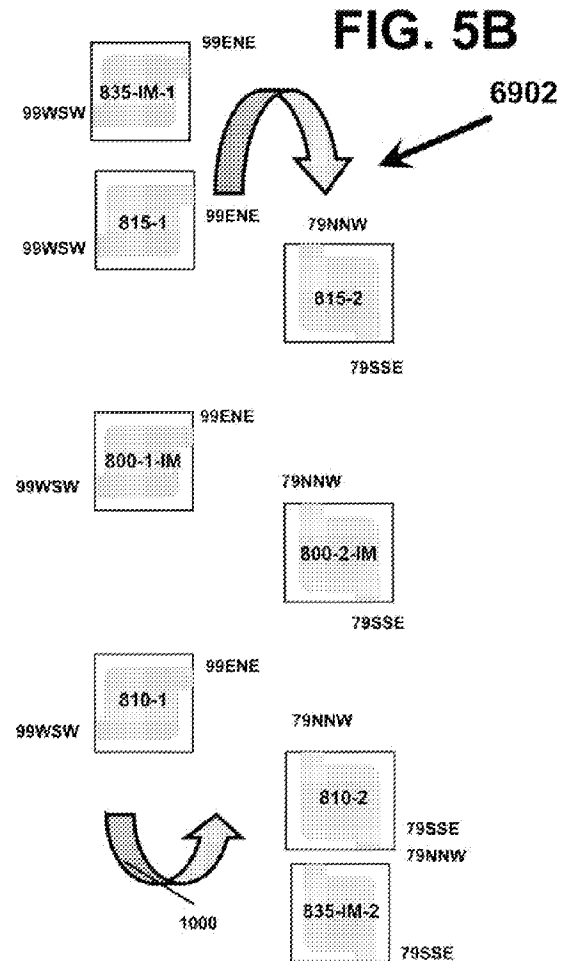 FIG. 5B
99ENE
835-IM-1
6902
99WSW
815-1
99ENE
79NNW
99WSW
815-2
79SSE
99ENE
800-1-IM
99WSW
79NNW
800-2-IM
79SSE
99ENE
810-1
99WSW
79NNW
810-2
79SSE
79NNW
835-IM-2
1000
79SSE